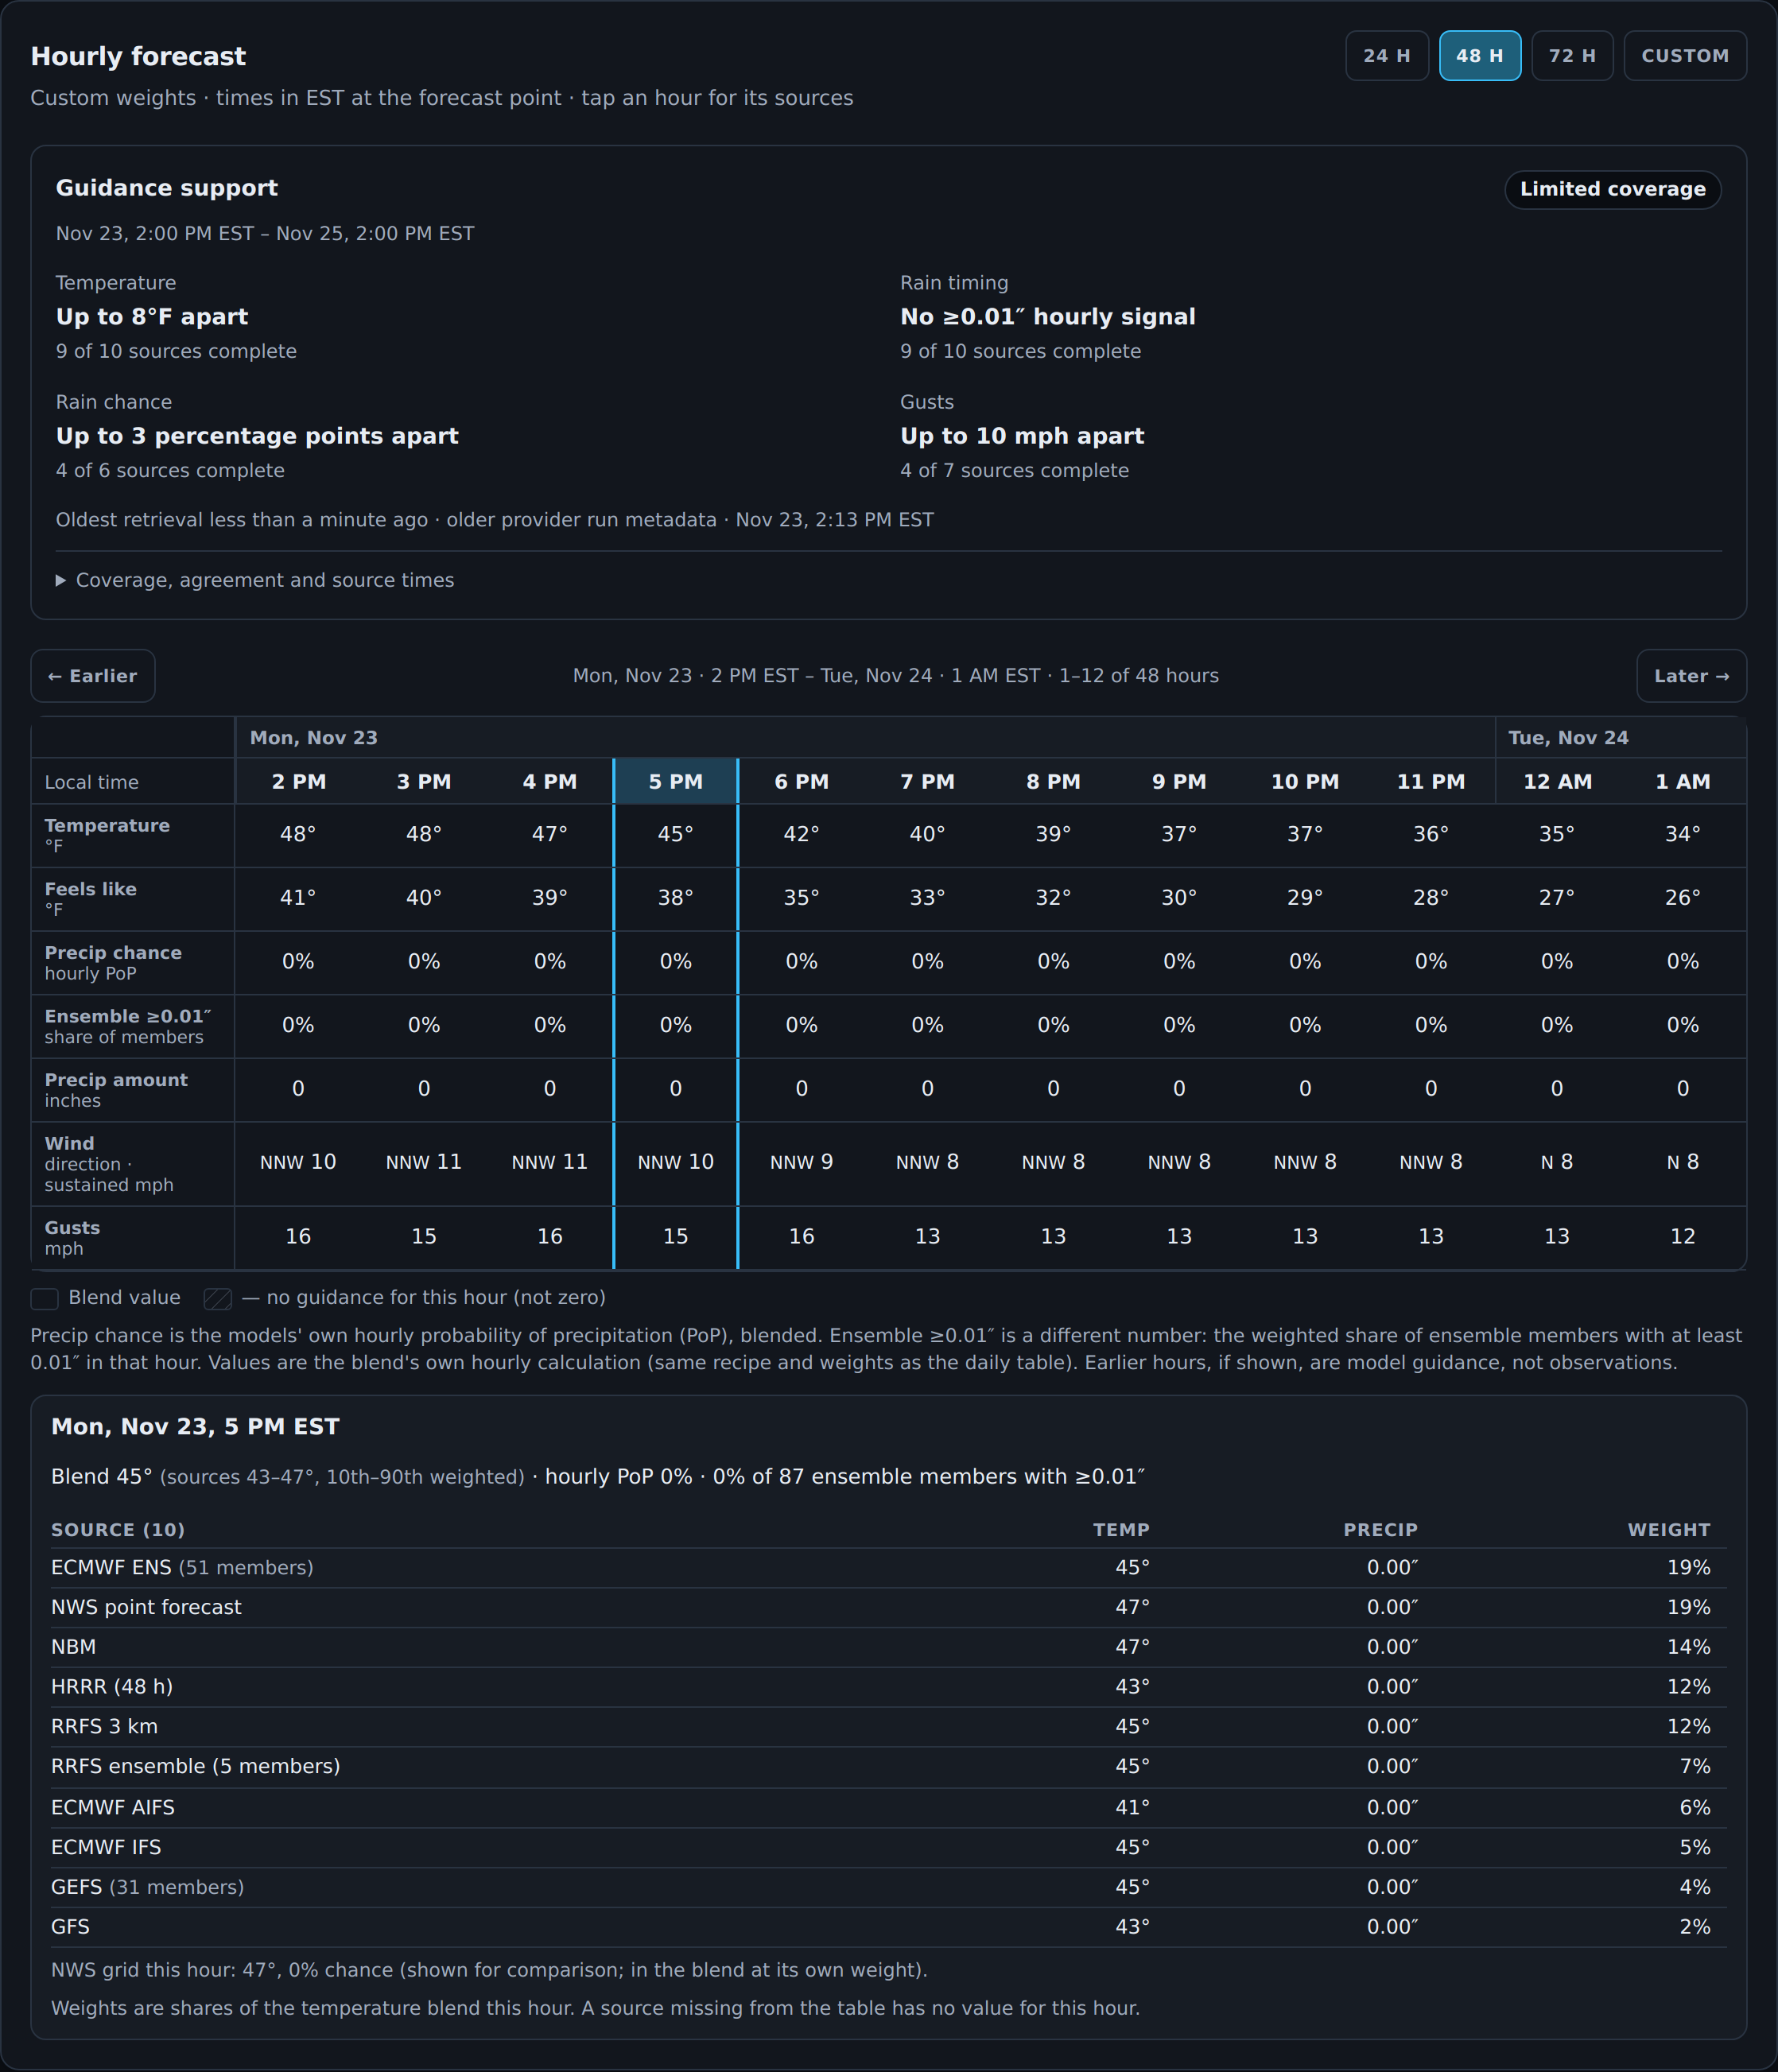 Hourly forecast
24 H 48 H 72 H CUSTOM
Custom weights · times in EST at the forecast point · tap an hour for its sources
Guidance support
Limited coverage
Nov 23, 2:00 PM EST – Nov 25, 2:00 PM EST
Temperature
Up to 8°F apart
9 of 10 sources complete
Rain timing
No ≥0.01″ hourly signal
9 of 10 sources complete
Rain chance
Up to 3 percentage points apart
4 of 6 sources complete
Gusts
Up to 10 mph apart
4 of 7 sources complete
Oldest retrieval less than a minute ago · older provider run metadata · Nov 23, 2:13 PM EST
▶ Coverage, agreement and source times
← Earlier
Mon, Nov 23 · 2 PM EST – Tue, Nov 24 · 1 AM EST · 1–12 of 48 hours
Later →
Mon, Nov 23 Tue, Nov 24
Local time 2 PM 3 PM 4 PM 5 PM 6 PM 7 PM 8 PM 9 PM 10 PM 11 PM 12 AM 1 AM
Temperature
°F
48° 48° 47° 45° 42° 40° 39° 37° 37° 36° 35° 34°
Feels like
°F
41° 40° 39° 38° 35° 33° 32° 30° 29° 28° 27° 26°
Precip chance
hourly PoP
0% 0% 0% 0% 0% 0% 0% 0% 0% 0% 0% 0%
Ensemble ≥0.01″
share of members
0% 0% 0% 0% 0% 0% 0% 0% 0% 0% 0% 0%
Precip amount
inches
0 0 0 0 0 0 0 0 0 0 0 0
Wind
direction ·
sustained mph
NNW 10 NNW 11 NNW 11 NNW 10 NNW 9 NNW 8 NNW 8 NNW 8 NNW 8 NNW 8 N 8 N 8
Gusts
mph
16 15 16 15 16 13 13 13 13 13 13 12
Blend value — no guidance for this hour (not zero)
Precip chance is the models' own hourly probability of precipitation (PoP), blended. Ensemble ≥0.01″ is a different number: the weighted share of ensemble members with at least
0.01″ in that hour. Values are the blend's own hourly calculation (same recipe and weights as the daily table). Earlier hours, if shown, are model guidance, not observations.
Mon, Nov 23, 5 PM EST
Blend 45° (sources 43–47°, 10th–90th weighted) · hourly PoP 0% · 0% of 87 ensemble members with ≥0.01″
SOURCE (10) TEMP PRECIP WEIGHT
ECMWF ENS (51 members) 45° 0.00″ 19%
NWS point forecast 47° 0.00″ 19%
NBM 47° 0.00″ 14%
HRRR (48 h) 43° 0.00″ 12%
RRFS 3 km 45° 0.00″ 12%
RRFS ensemble (5 members) 45° 0.00″ 7%
ECMWF AIFS 41° 0.00″ 6%
ECMWF IFS 45° 0.00″ 5%
GEFS (31 members) 45° 0.00″ 4%
GFS 43° 0.00″ 2%
NWS grid this hour: 47°, 0% chance (shown for comparison; in the blend at its own weight).
Weights are shares of the temperature blend this hour. A source missing from the table has no value for this hour.